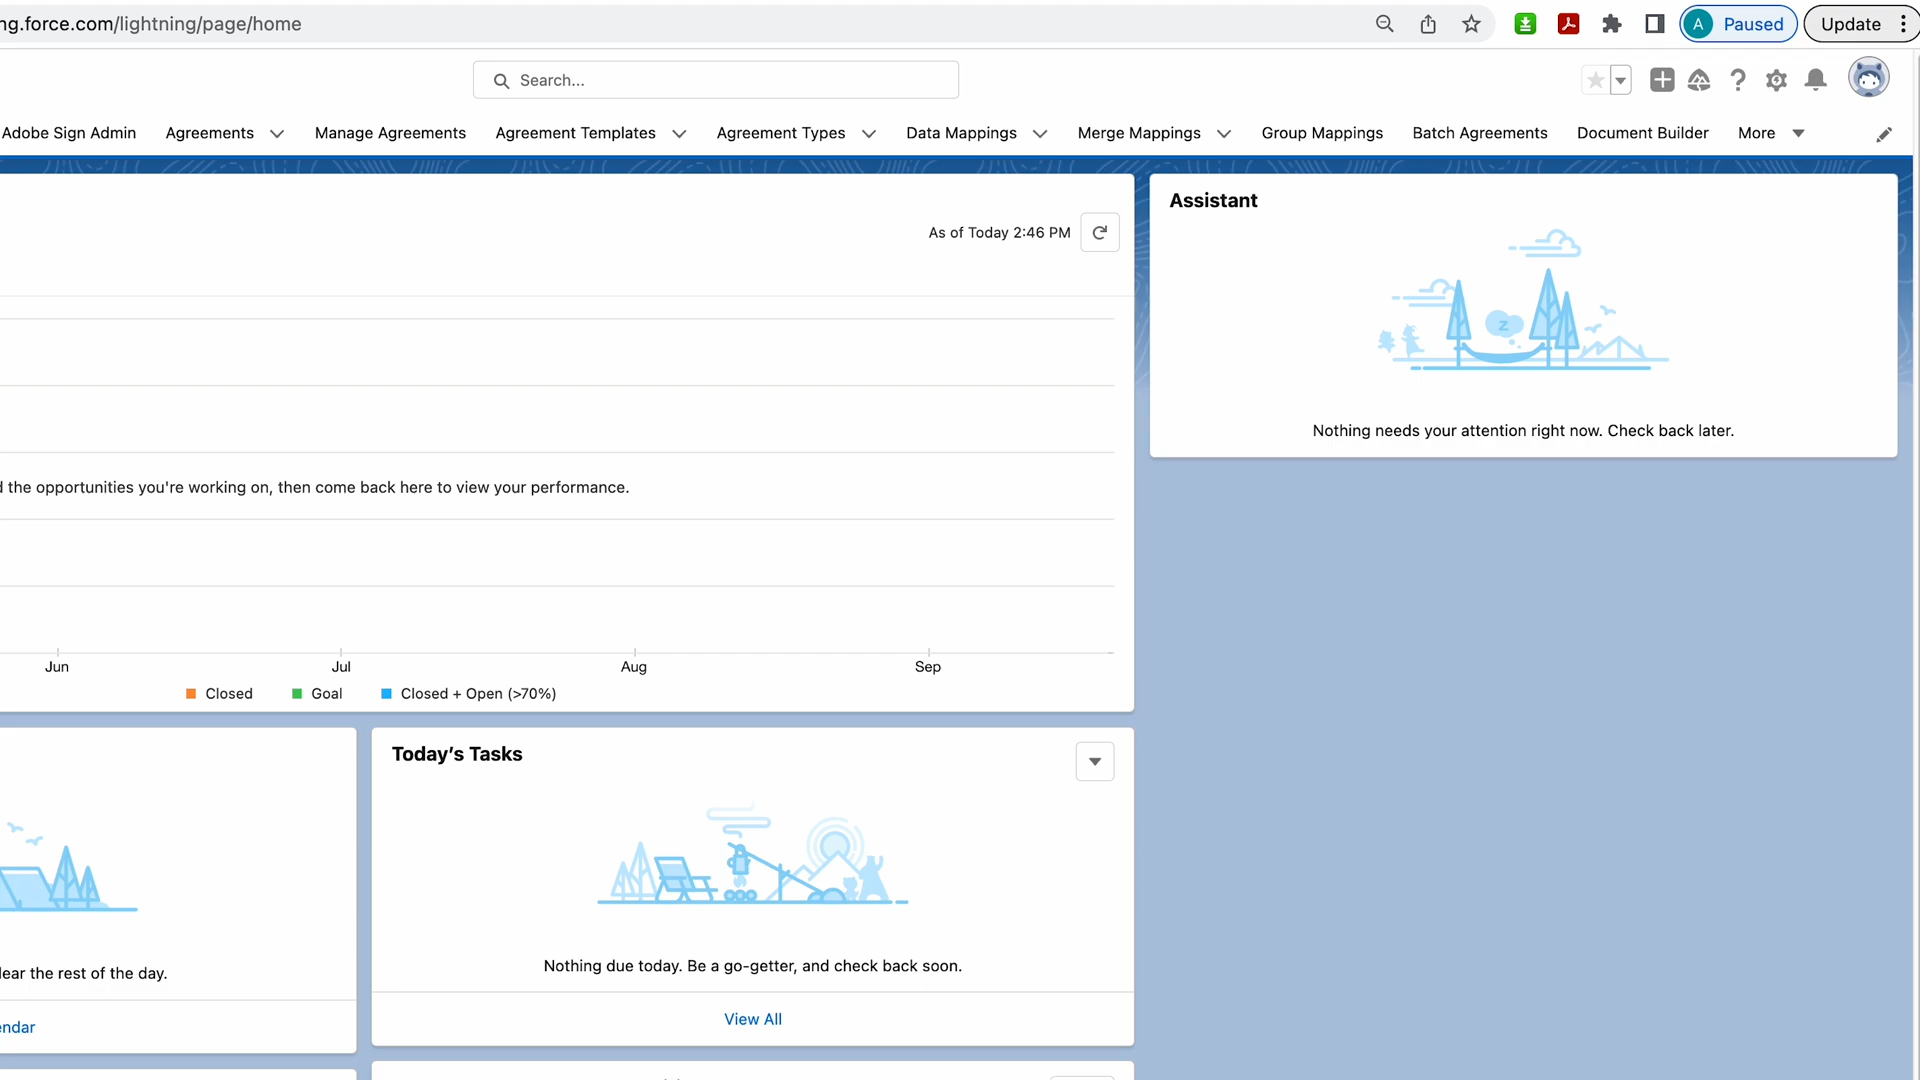 ng.force.com/lightning/page/home
A Paused
Update
Search...
Adobe Sign Admin Agreements Manage Agreements Agreement Templates Agreement Types Data Mappings Merge Mappings Group Mappings Batch Agreements Document Builder More
As of Today 2:46 PM
Assistant
z
Nothing needs your attention right now. Check back later.
the opportunities you're working on, then come back here to view your performance.
Jun Jul Aug Sep
Closed Goal Closed + Open (>70%)
Today's Tasks
Nothing due today. Be a go-getter, and check back soon.
View All
lear the rest of the day.
endar